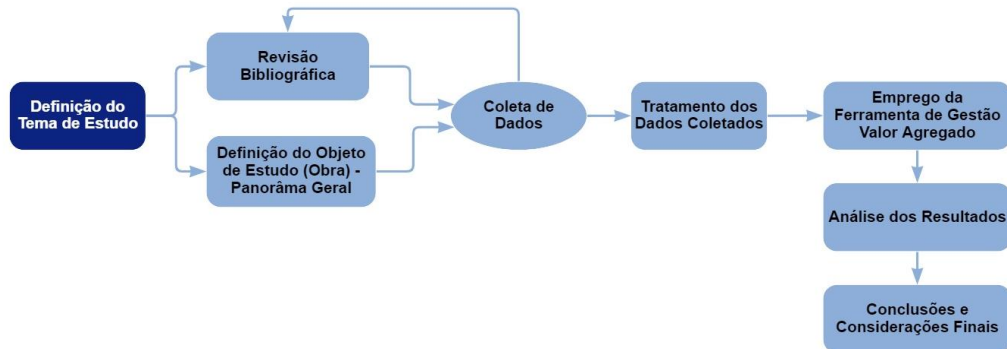 Definição do
Tema de Estudo
Revisão
Bibliográfica
Definição do Objeto
de Estudo (Obra) -
Panorâma Geral
Coleta de
Dados
Tratamento dos
Dados Coletados
Emprego da
Ferramenta de Gestão
Valor Agregado
Análise dos Resultados
Conclusões e
Considerações Finais